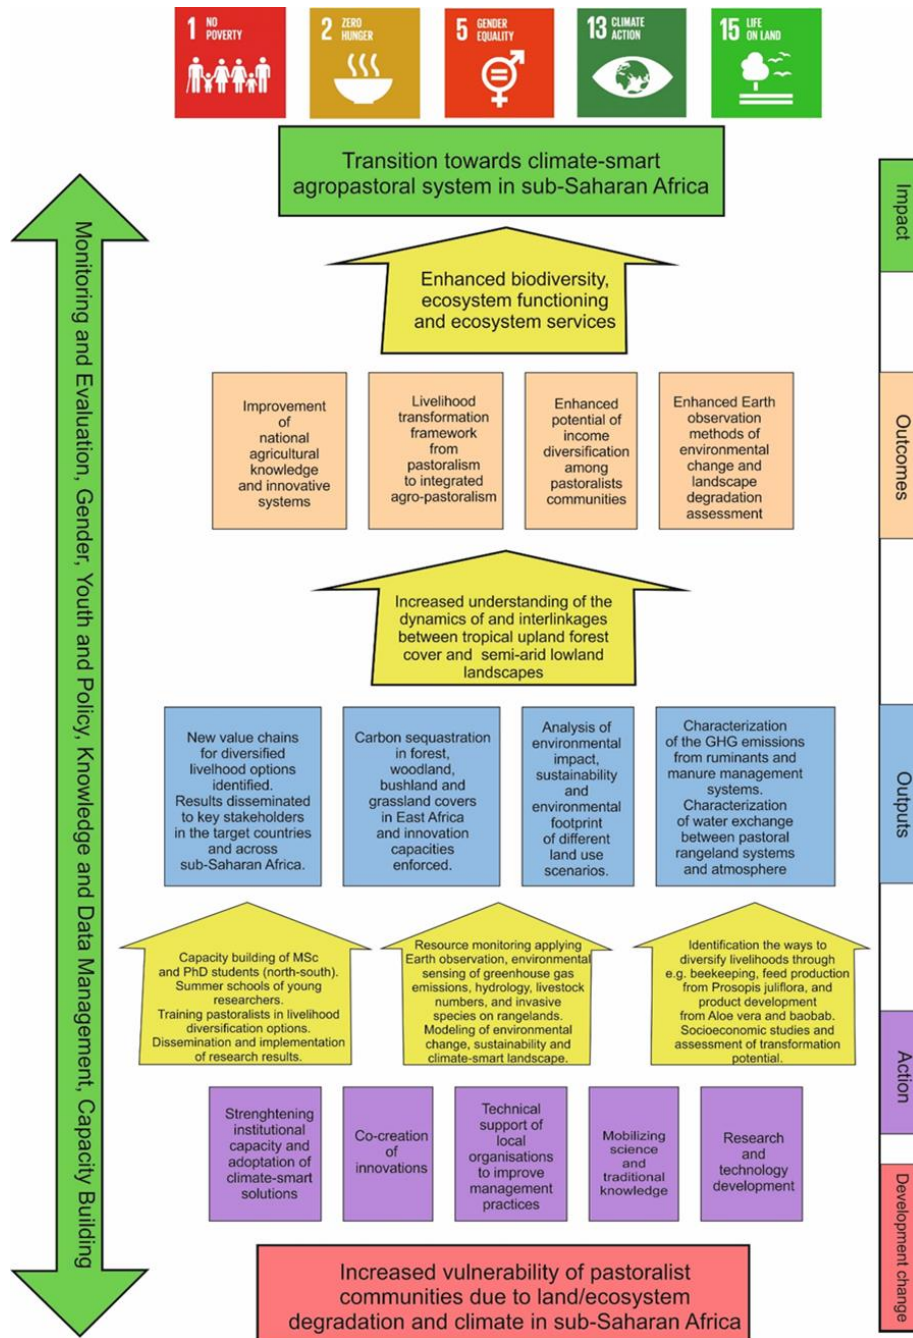 1 NO
POVERTY
2 ZERO
HUNGER
5 GENDER
EQUALITY
13 CLIMATE
ACTION
15 LIFE
ON LAND
Transition towards climate-smart
agropastoral system in sub-Saharan Africa
Enhanced biodiversity,
ecosystem functioning
and ecosystem services
Improvement
of
national
agricultural
knowledge
and innovative
systems
Livelihood
transformation
framework
from
pastoralism
to integrated
agro-pastoralism
Enhanced
potential of
income
diversification
among
pastoralists
communities
Enhanced Earth
observation
methods of
environmental
change and
landscape
degradation
assessment
Increased understanding of the
dynamics of and interlinkages
between tropical upland forest
cover and semi-arid lowland
landscapes
New value chains
for diversified
livelhood options
identified.
Results disseminated
to key stakeholders
in the target countries
and across
sub-Saharan Africa.
Carbon sequastration
in forest,
woodland,
bushland and
grassland covers
in East Africa
and innovation
capacities
enforced.
Analysis of
environmental
impact,
sustainability
and
environmental
footprint
of different
land use
scenarios.
Characterization
of the GHG emissions
from ruminants and
manure management
systems.
Characterization
of water exchange
between pastoral
rangeland systems
and atmosphere
Capacity building of MSc
and PhD students (north-south).
Summer schools of young
researchers.
Training pastoralists in livelihood
diversification options.
Dissemination and implementation
of research results.
Resource monitoring applying
Earth observation, environmental
sensing of greenhouse gas
emissions, hydrology, livestock
numbers, and invasive
species on rangelands.
Modeling of environmental
change, sustainability and
climate-smart landscape.
Identification the ways to
diversify livelihoods through
e.g. beekeeping, feed production
from Prosopis juliflora, and
product development
from Aloe vera and baobab.
Socioeconomic studies and
assessment of transformation
potential.
Strenghtening
institutional
capacity and
adoptation of
climate-smart
solutions
Co-creation
of
innovations
Technical
support of
local
organisations
to improve
management
practices
Mobilizing
science
and
traditional
knowledge
Research
and
technology
development
Increased vulnerability of pastoralist
communities due to land/ecosystem
degradation and climate in sub-Saharan Africa
Monitoring and Evaluation, Gender, Youth and Policy, Knowledge and Data Management, Capacity Building
Impact
Outcomes
Outputs
Action
Development change